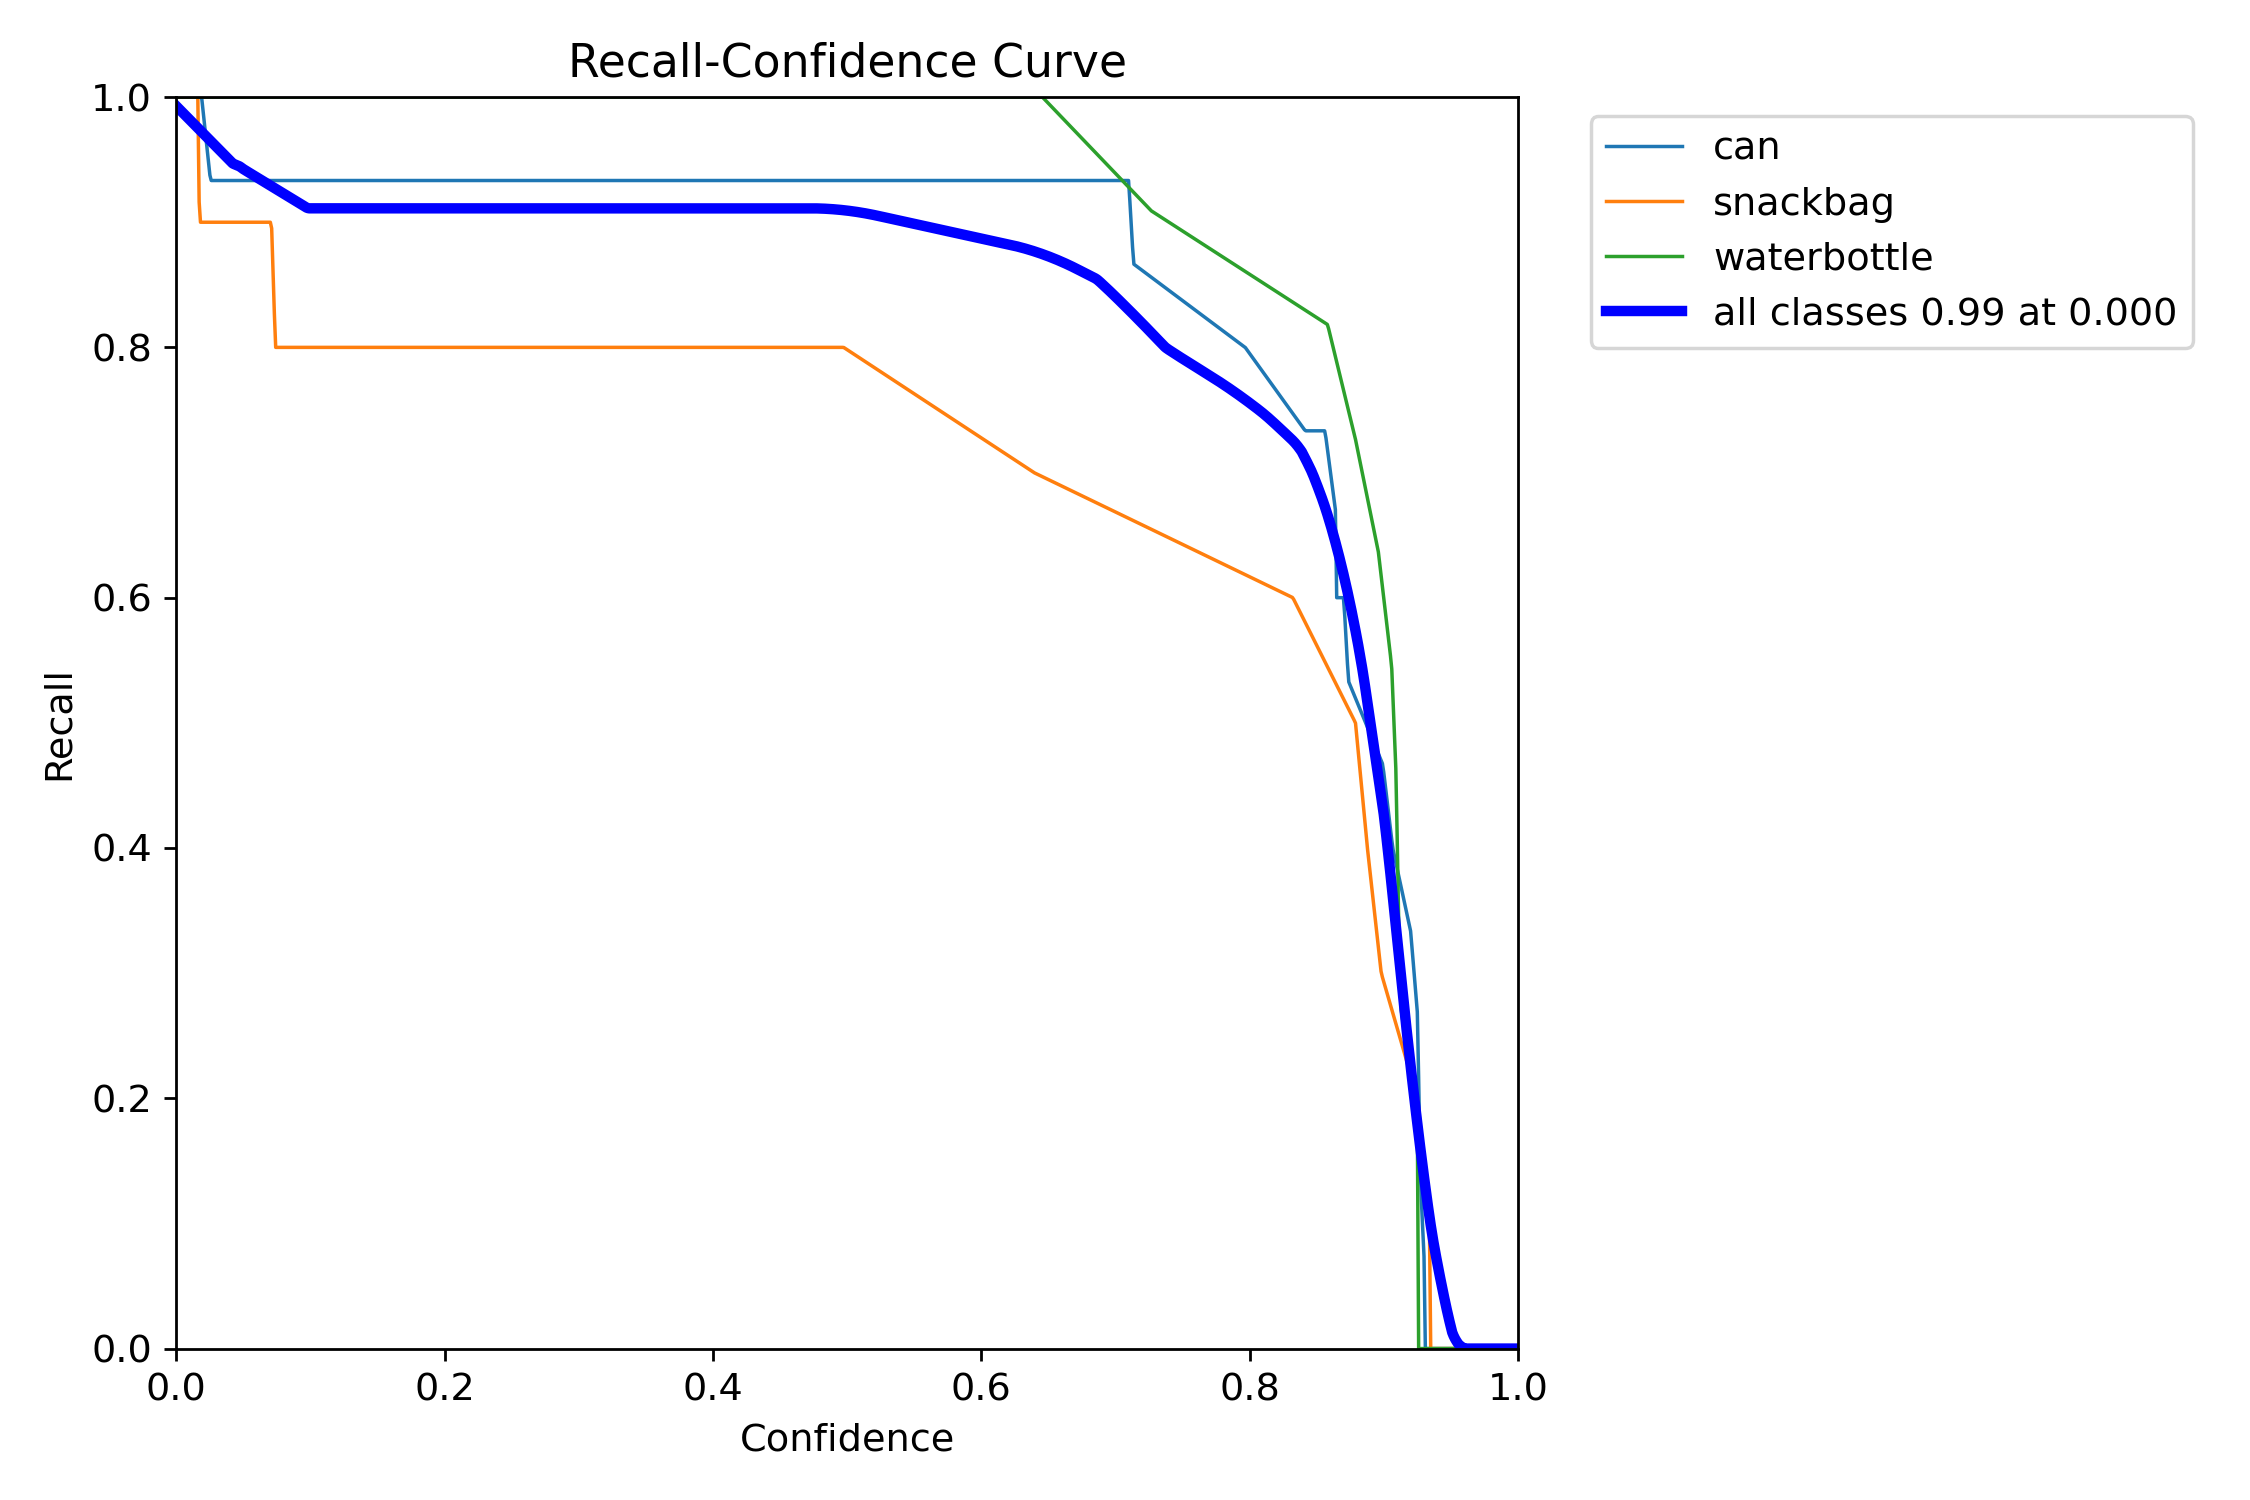 Recall-Confidence Curve
1.0
0.8
0.6
0.4
0.2
0.0
Recall
0.0 0.2 0.4 0.6 0.8 1.0
Confidence
can
snackbag
waterbottle
all classes 0.99 at 0.000